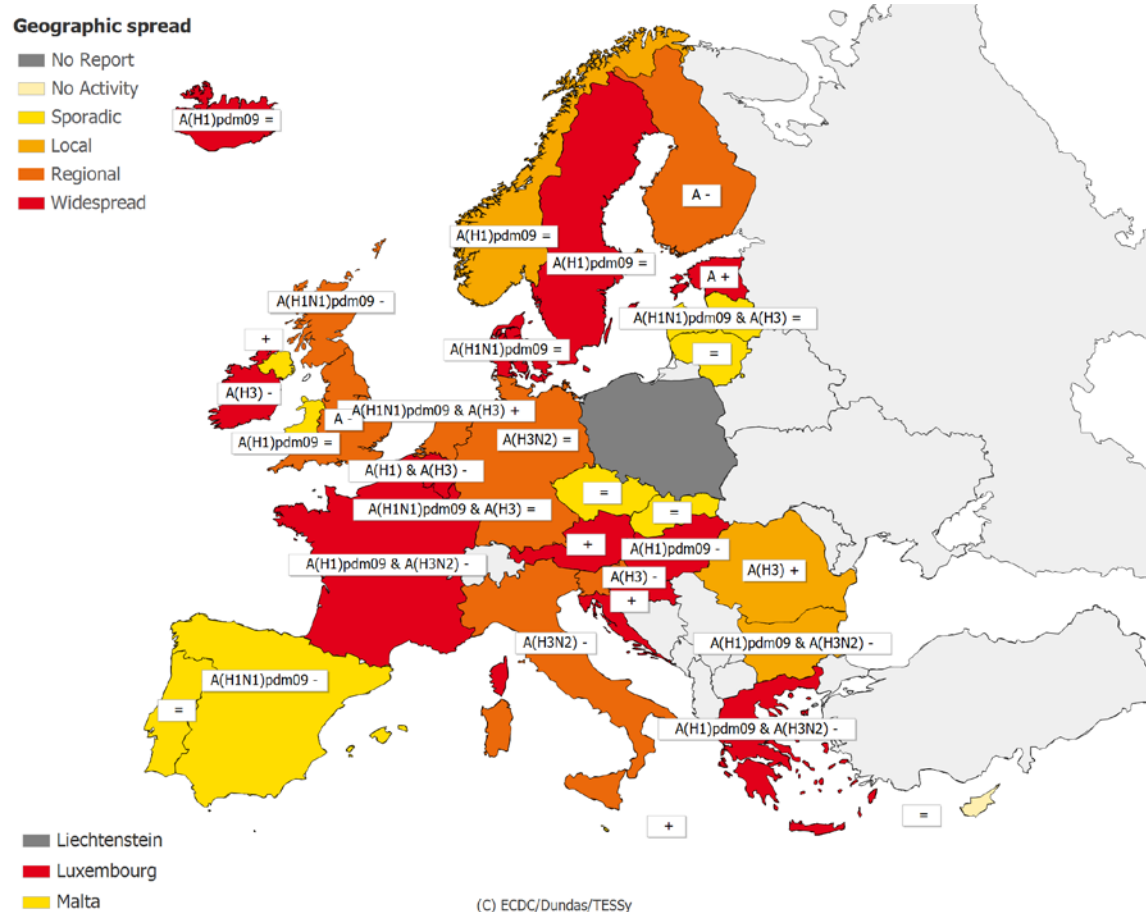 Geographic spread
No Report
No Activity
Sporadic
Local
Regional
Widespread
A(H1)pdm09 =
A -
A(H1)pdm09 =
A(H1)pdm09 =
A +
A(H1N1)pdm09 -
A(H1N1)pdm09 & A(H3) =
+
A(H1N1)pdm09 =
=
A(H3) -
A(H1N1)pdm09 & A(H3) +
A -
A(H1)pdm09 =
A(H3N2) =
A(H1) & A(H3) -
=
A(H1N1)pdm09 & A(H3) =
=
+
A(H1)pdm09 -
A(H1)pdm09 & A(H3N2) -
A(H3) -
A(H3) +
+
A(H3N2) -
A(H1)pdm09 & A(H3N2) -
A(H1N1)pdm09 -
=
A(H1)pdm09 & A(H3N2) -
=
+
Liechtenstein
Luxembourg
Malta
(C) ECDC/Dundas/TESSy